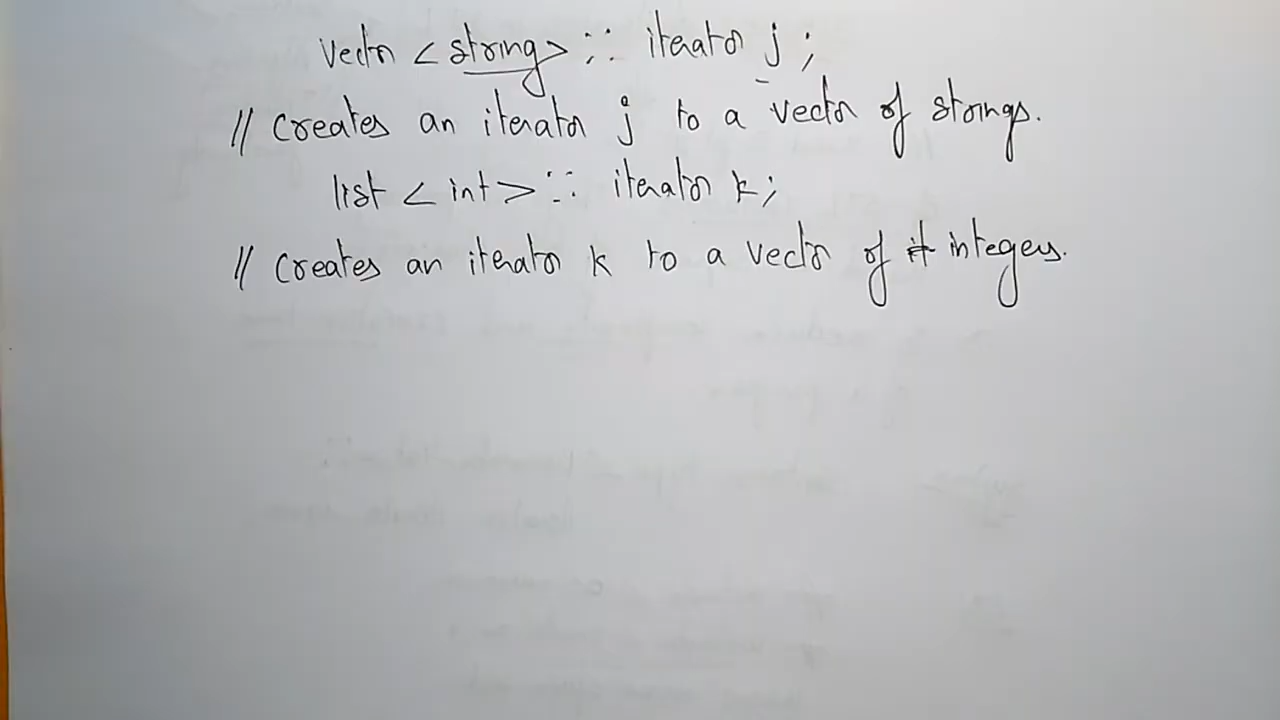 vector <string> :: iterator j ;
// creates an iterator j to a vector of strings.
list <int> :: iterator k;
// creates an iterator k to a vector of it integers.